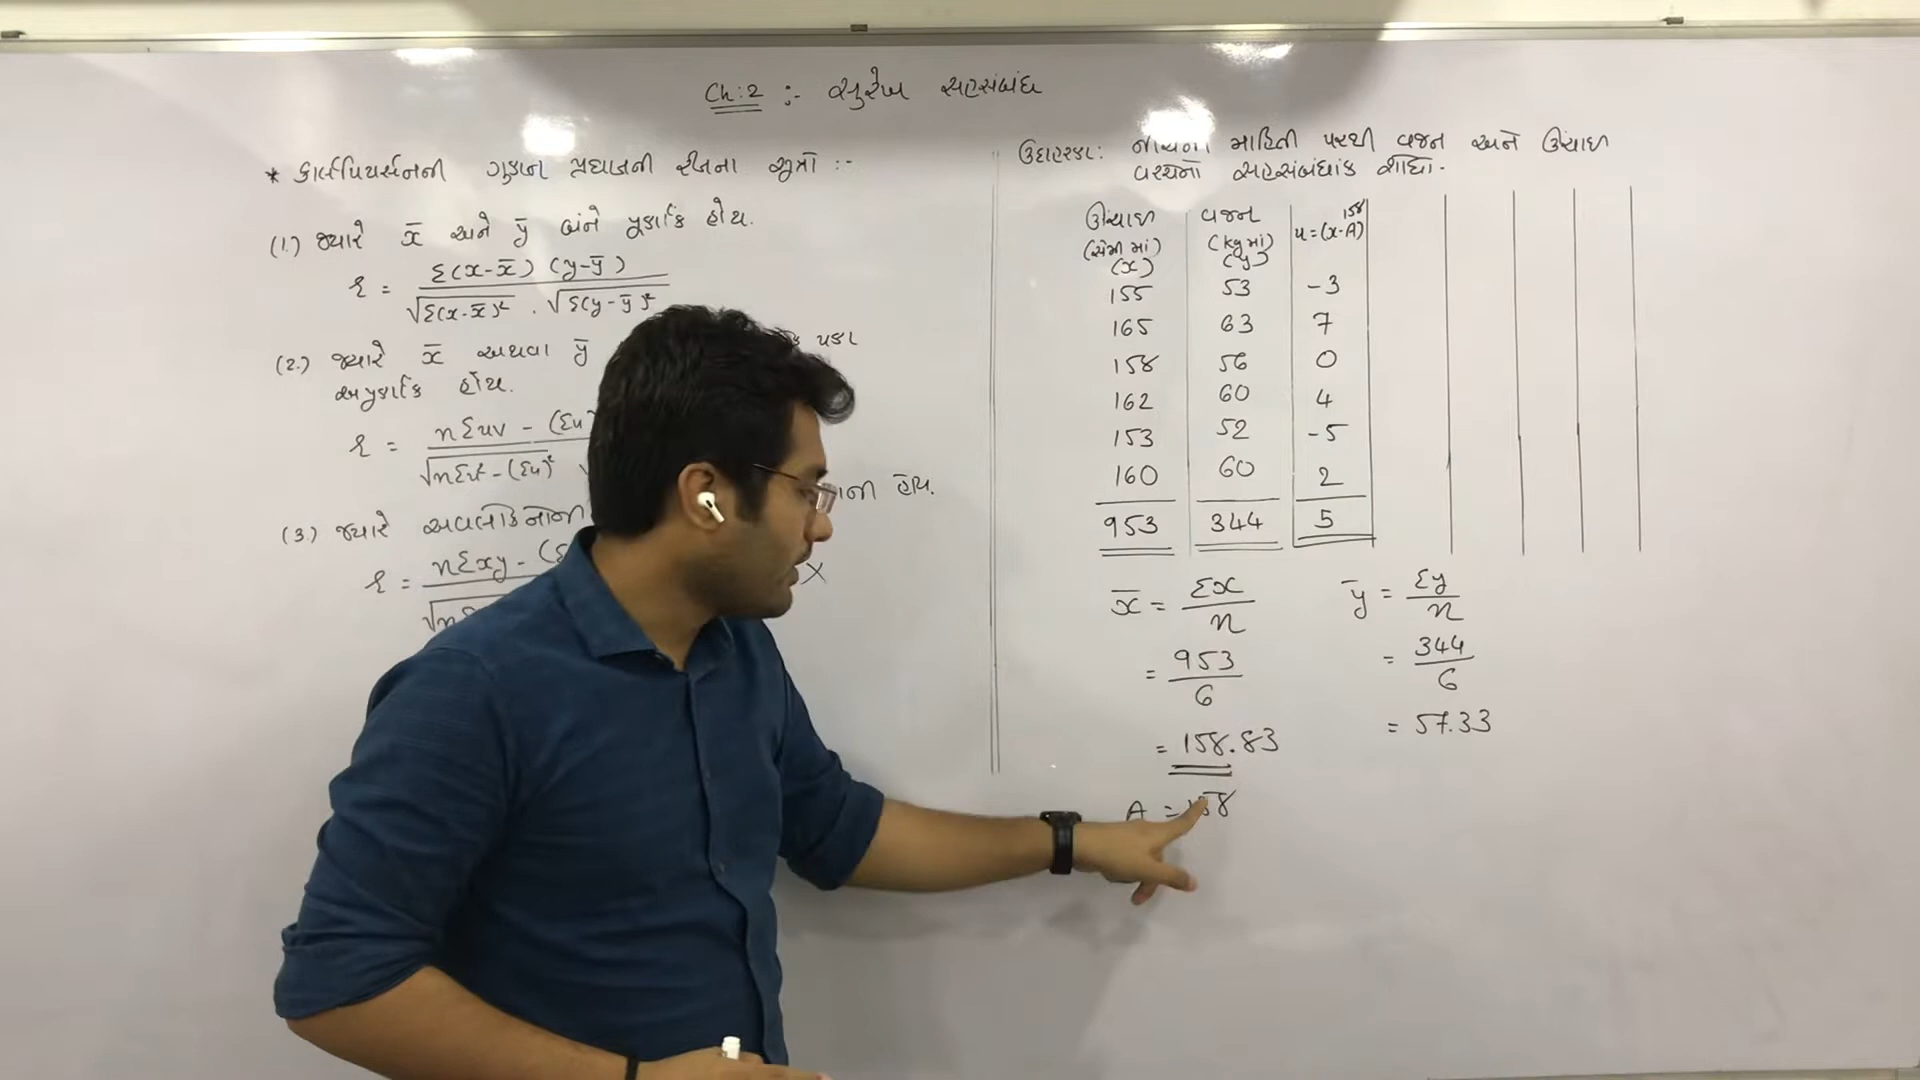 Ch:2 :- સુરેખ સહસંબંધ
* કાર્લપિયર્સનની ગુણાન પ્રઘાતની રીતના સૂત્રો :-
(1.) જ્યારે x̄ અને ȳ બંને પૂર્ણાંક હોય.
r = Σ(x-x̄) (y-ȳ) / √Σ(x-x̄)² . √Σ(y-ȳ)²
(2.) જ્યારે x̄ અથવા ȳ પણ
અપૂર્ણાંક હોય.
r = nΣuv - (Σu) / √nΣu²-(Σu)²
(3.) જ્યારે અવલોકનોની હોય.
r = nΣxy - (Σ / √n
X
ઉદાહરણ: નીચેની માહિતી પરથી વજન અને ઊંચાઈ
વચ્ચેનો સહસંબંધાંક શોધો.
ઊંચાઈ (સેમી માં) (x) વજન (kg માં) (y) u=(x-A) 158
155 53 -3
165 63 7
158 56 0
162 60 4
153 52 -5
160 60 2
953 344 5
x̄ = Σx / n ȳ = Σy / n
= 953 / 6 = 344 / 6
= 158.83 = 57.33
A = 158